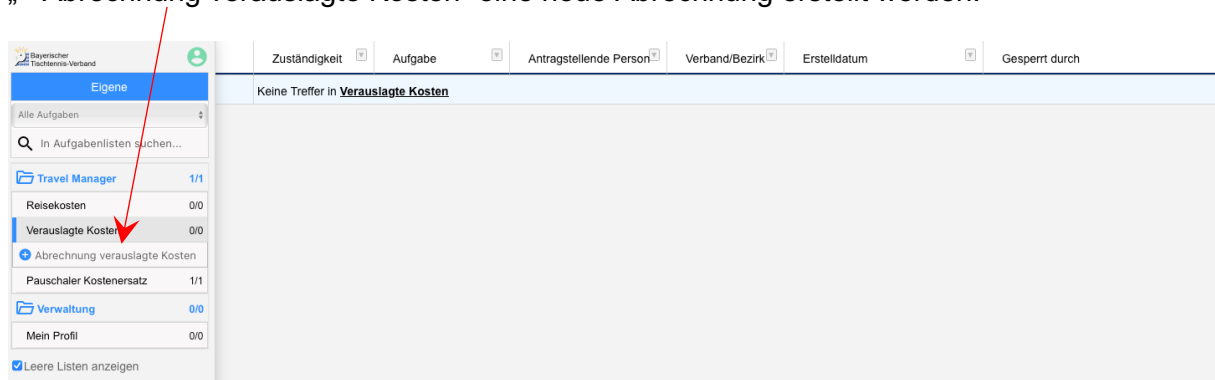 „ Abrechnung verauslagte Kosten“ eine neue Abrechnung erstellt werden.
Bayerischer
Tischtennis-Verband
Zuständigkeit Aufgabe Antragstellende Person Verband/Bezirk Erstelldatum Gesperrt durch
Eigene
Keine Treffer in Verauslagte Kosten
Alle Aufgaben
In Aufgabenlisten suchen...
Travel Manager 1/1
Reisekosten 0/0
Verauslagte Kosten 0/0
Abrechnung verauslagte Kosten
Pauschaler Kostenersatz 1/1
Verwaltung 0/0
Mein Profil 0/0
Leere Listen anzeigen